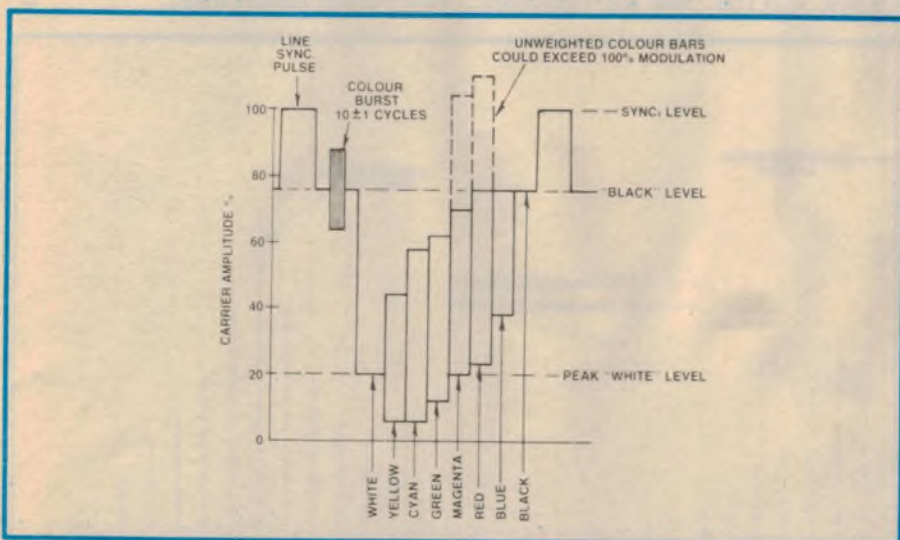 LINE
SYNC.
PULSE
COLOUR
BURST
10±1 CYCLES
UNWEIGHTED COLOUR BARS
COULD EXCEED 100% MODULATION
100
80
60
40
20
0
CARRIER AMPLITUDE %
SYNC. LEVEL
BLACK LEVEL
PEAK WHITE LEVEL
WHITE
YELLOW
CYAN
GREEN
MAGENTA
RED
BLUE
BLACK